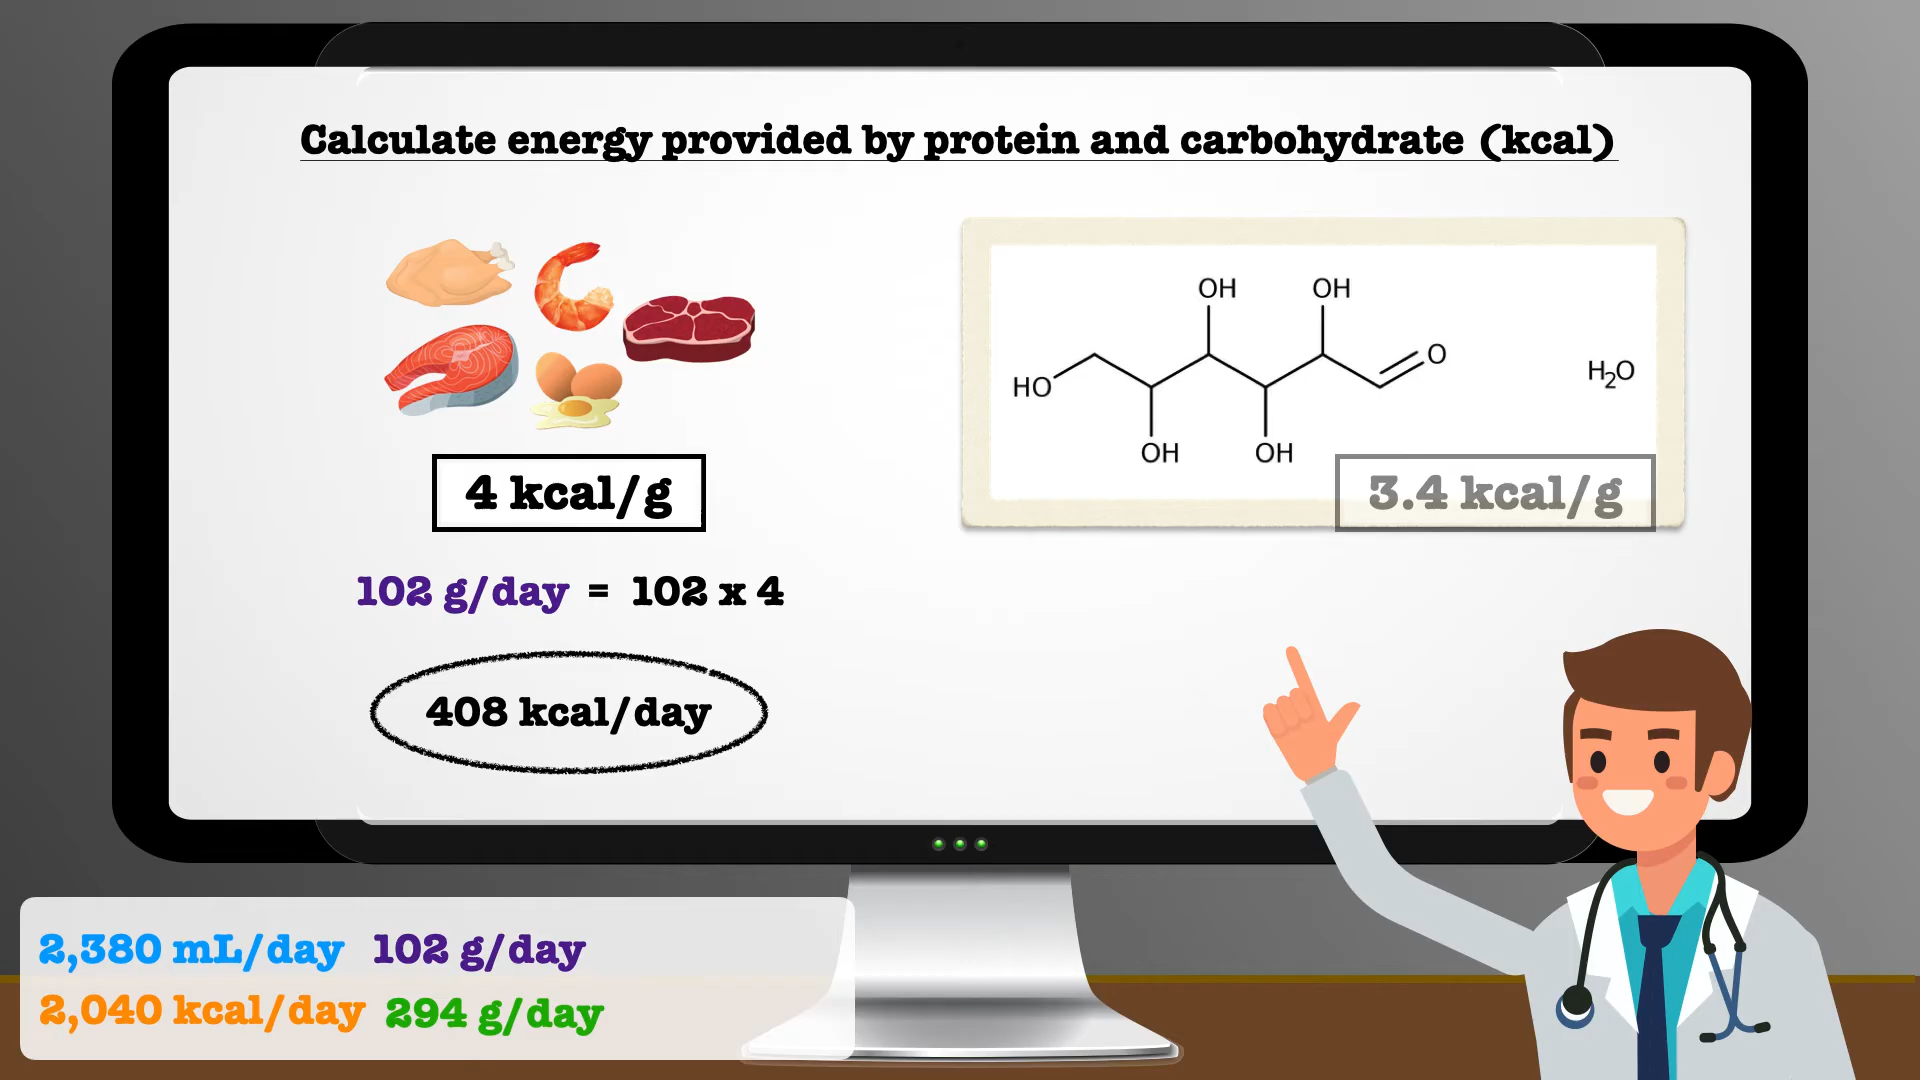 Calculate energy provided by protein and carbohydrate (kcal)
OH OH
HO O H₂O
OH OH
4 kcal/g
3.4 kcal/g
102 g/day = 102 x 4
408 kcal/day
2,380 mL/day 102 g/day
2,040 kcal/day 294 g/day